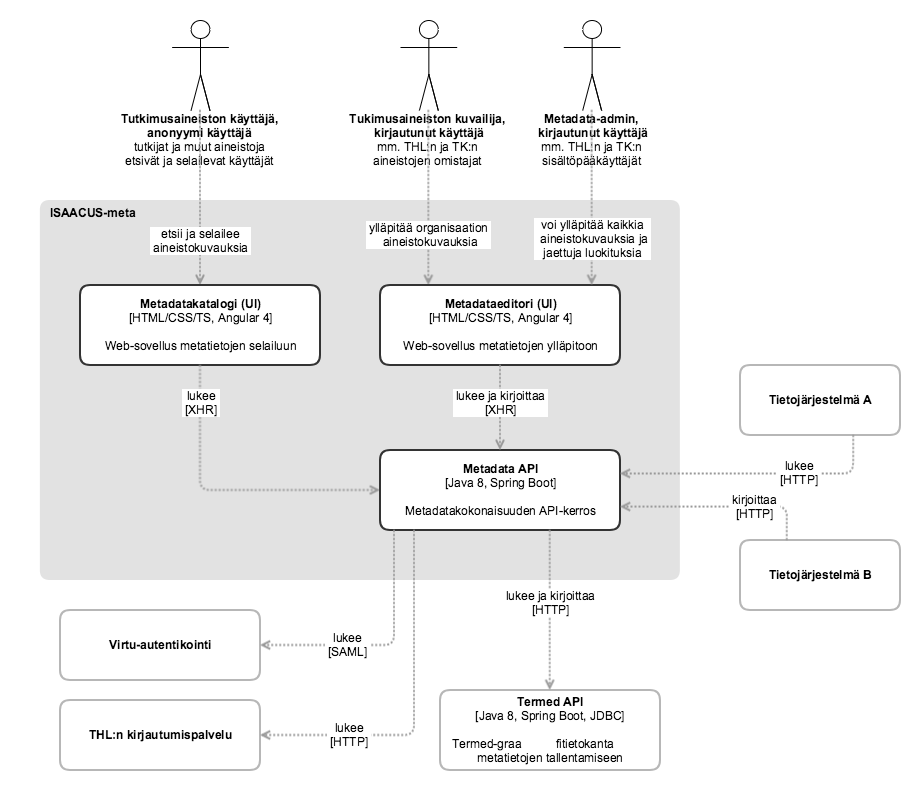 Tutkimusaineiston käyttäjä,
anonyymi käyttäjä
tutkijat ja muut aineistoja
etsivät ja selailevat käyttäjät
Tukimusaineiston kuvailija,
kirjautunut käyttäjä
mm. THL:n ja TK:n
aineistojen omistajat
Metadata-admin,
kirjautunut käyttäjä
mm. THL:n ja TK:n
sisältöpääkäyttäjät
ISAACUS-meta
etsii ja selailee
aineistokuvauksia
ylläpitää organisaation
aineistokuvauksia
voi ylläpitää kaikkia
aineistokuvauksia ja
jaettuja luokituksia
Metadatakatalogi (UI)
[HTML/CSS/TS, Angular 4]
Web-sovellus metatietojen selailuun
Metadataeditori (UI)
[HTML/CSS/TS, Angular 4]
Web-sovellus metatietojen ylläpitoon
lukee
[XHR]
lukee ja kirjoittaa
[XHR]
Tietojärjestelmä A
Metadata API
[Java 8, Spring Boot]
Metadatakokonaisuuden API-kerros
lukee
[HTTP]
kirjoittaa
[HTTP]
Tietojärjestelmä B
lukee ja kirjoittaa
[HTTP]
Virtu-autentikointi
lukee
[SAML]
THL:n kirjautumispalvelu
lukee
[HTTP]
Termed API
[Java 8, Spring Boot, JDBC]
Termed-graa fitietokanta
metatietojen tallentamiseen